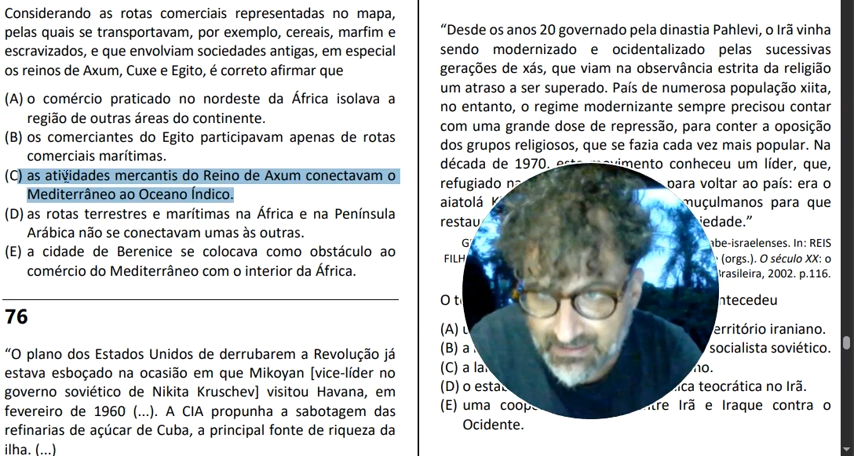 Considerando as rotas comerciais representadas no mapa,
pelas quais se transportavam, por exemplo, cereais, marfim e
escravizados, e que envolviam sociedades antigas, em especial
os reinos de Axum, Cuxe e Egito, é correto afirmar que
(A) o comércio praticado no nordeste da África isolava a
região de outras áreas do continente.
(B) os comerciantes do Egito participavam apenas de rotas
comerciais marítimas.
(C) as atividades mercantis do Reino de Axum conectavam o
Mediterrâneo ao Oceano Índico.
(D) as rotas terrestres e marítimas na África e na Península
Arábica não se conectavam umas às outras.
(E) a cidade de Berenice se colocava como obstáculo ao
comércio do Mediterrâneo com o interior da África.
76
“O plano dos Estados Unidos de derrubarem a Revolução já
estava esboçado na ocasião em que Mikoyan [vice-líder no
governo soviético de Nikita Kruschev] visitou Havana, em
fevereiro de 1960 (...). A CIA propunha a sabotagem das
refinarias de açúcar de Cuba, a principal fonte de riqueza da
ilha. (...)
“Desde os anos 20 governado pela dinastia Pahlevi, o Irã vinha
sendo modernizado e ocidentalizado pelas sucessivas
gerações de xás, que viam na observância estrita da religião
um atraso a ser superado. País de numerosa população xiita,
no entanto, o regime modernizante sempre precisou contar
com uma grande dose de repressão, para conter a oposição
dos grupos religiosos, que se fazia cada vez mais popular. Na
década de 1970, este movimento conheceu um líder, que,
refugiado para voltar ao país: era o
aiatolá muçulmanos para que
In: REIS
FILH (orgs.). O século XX: o
Brasileira, 2002. p.116.
O
(A) território iraniano.
(B) a socialista soviético.
(C) a
(D) o teocrática no Irã.
(E) uma entre Irã e Iraque contra o
Ocidente.